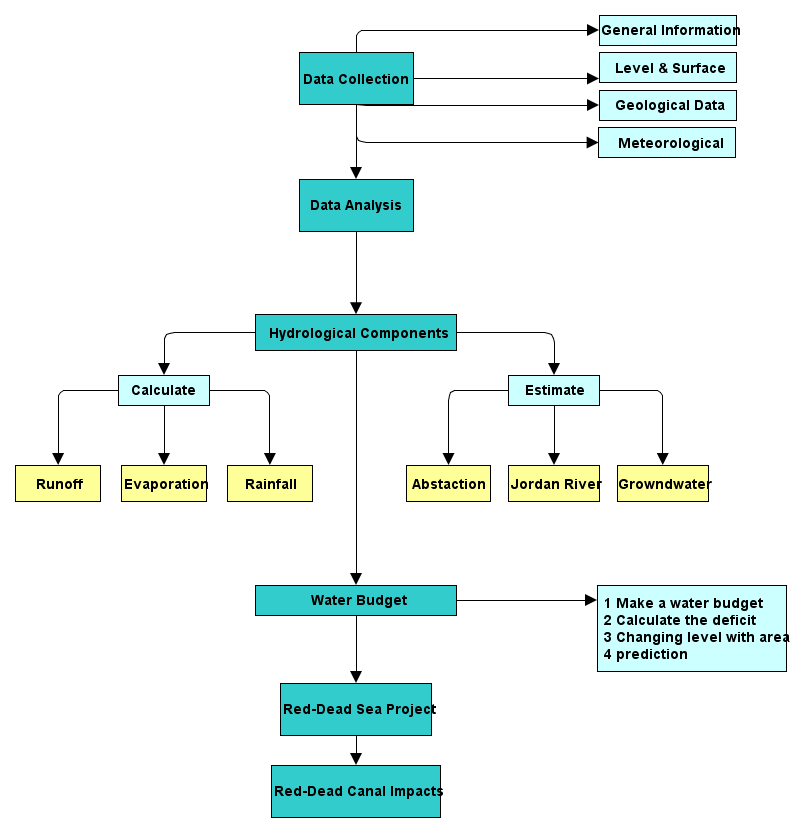 General Information
Data Collection
Level & Surface
Geological Data
Meteorological
Data Analysis
Hydrological Components
Calculate
Estimate
Runoff
Evaporation
Rainfall
Abstaction
Jordan River
Growndwater
Water Budget
1 Make a water budget
2 Calculate the deficit
3 Changing level with area
4 prediction
Red-Dead Sea Project
Red-Dead Canal Impacts